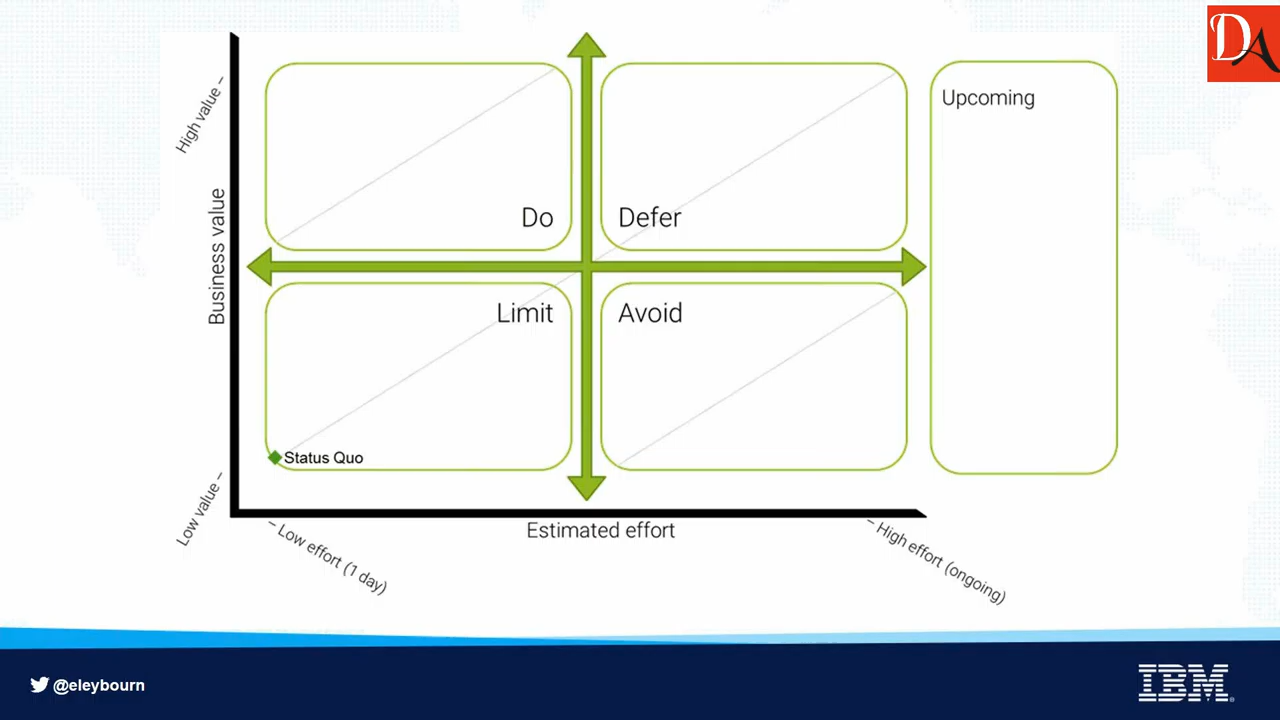 DA
Upcoming
High value –
Business value
Low value –
Do
Defer
Limit
Avoid
Status Quo
– Low effort (1 day)
Estimated effort
– High effort (ongoing)
@eleybourn
IBM®